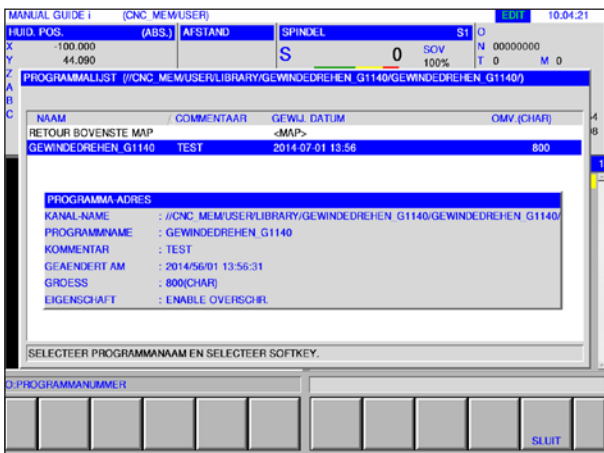 MANUAL GUIDE i (CNC_MEM/USER) EDIT 10:04:21
HUID. POS. (ABS.) AFSTAND SPINDEL S1 O
X -100.000 S 0 SOV 100% N 00000000
Y 44.090 T 0 M 0
Z
A
B
C
PROGRAMMALIJST (//CNC_MEM/USER/LIBRARY/GEWINDEDREHEN_G1140/GEWINDEDREHEN_G1140/)
NAAM / COMMENTAAR GEWIJ. DATUM OMV.(CHAR)
RETOUR BOVENSTE MAP <MAP>
GEWINDEDREHEN_G1140 TEST 2014-07-01 13:56 800
PROGRAMMA-ADRES
KANAL-NAME : //CNC_MEM/USER/LIBRARY/GEWINDEDREHEN_G1140/GEWINDEDREHEN_G1140/
PROGRAMMNAME : GEWINDEDREHEN_G1140
KOMMENTAR : TEST
GEAENDERT AM : 2014/56/01 13:56:31
GROESS : 800(CHAR)
EIGENSCHAFT : ENABLE OVERSCHR.
SELECTEER PROGRAMMANAAM EN SELECTEER SOFTKEY.
O:PROGRAMMANUMMER
SLUIT